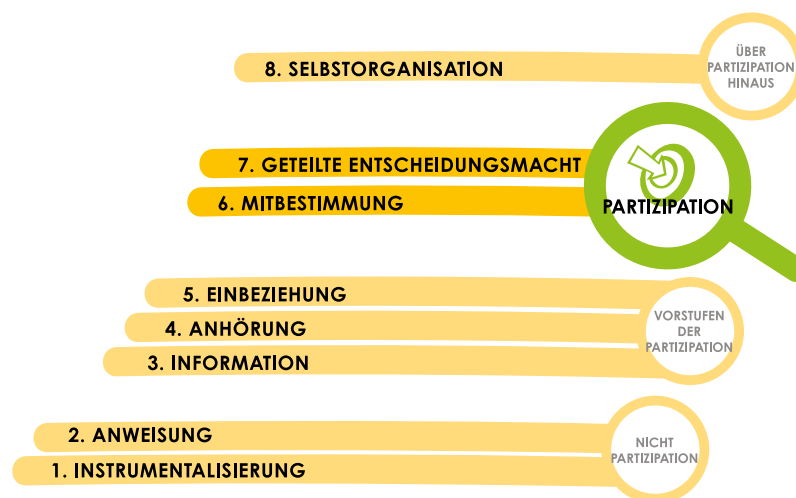 8. SELBSTORGANISATION
ÜBER
PARTIZIPATION
HINAUS
7. GETEILTE ENTSCHEIDUNGSMACHT
6. MITBESTIMMUNG
PARTIZIPATION
5. EINBEZIEHUNG
4. ANHÖRUNG
3. INFORMATION
VORSTUFEN
DER
PARTIZIPATION
2. ANWEISUNG
1. INSTRUMENTALISIERUNG
NICHT
PARTIZIPATION